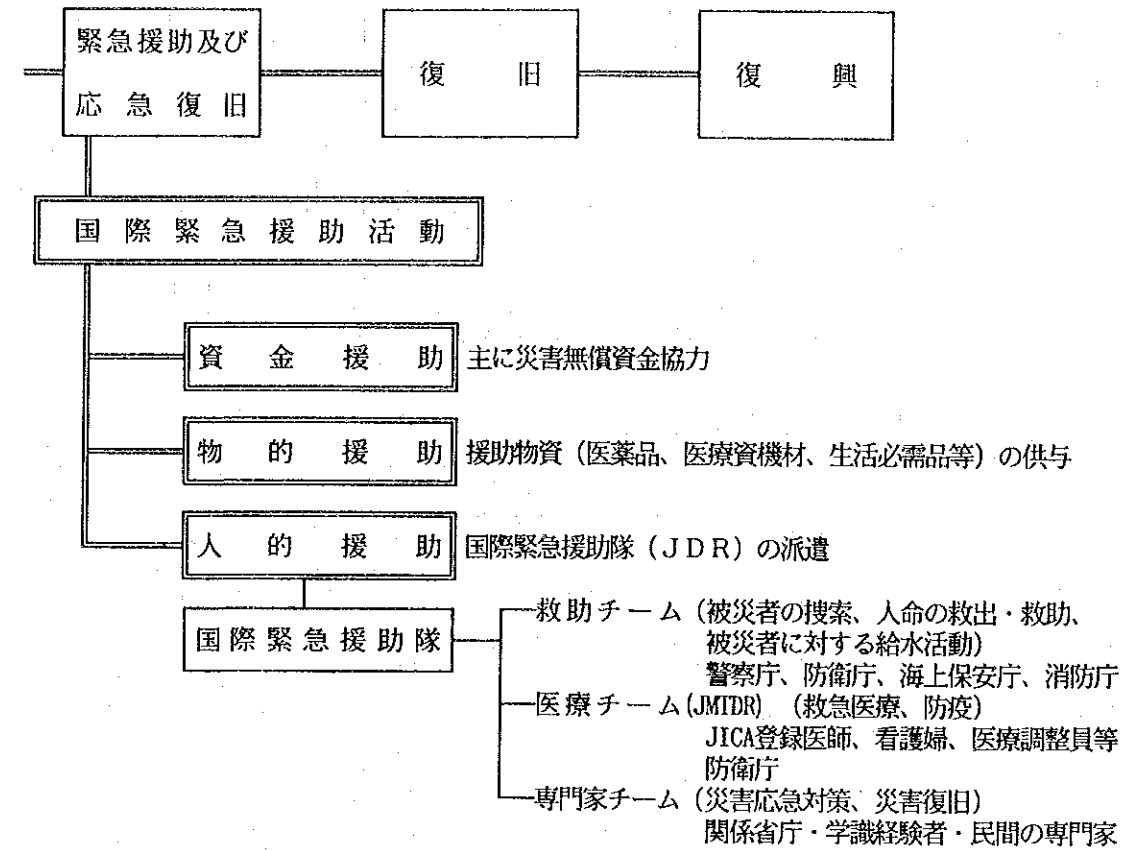 緊急援助及び
応急復旧
復旧
復興
国際緊急援助活動
資金援助 主に災害無償資金協力
物的援助 援助物資（医薬品、医療資機材、生活必需品等）の供与
人的援助 国際緊急援助隊（ＪＤＲ）の派遣
国際緊急援助隊
救助チーム（被災者の捜索、人命の救出・救助、
被災者に対する給水活動）
警察庁、防衛庁、海上保安庁、消防庁
医療チーム(JMTDR)（救急医療、防疫）
JICA登録医師、看護婦、医療調整員等
防衛庁
専門家チーム（災害応急対策、災害復旧）
関係省庁・学識経験者・民間の専門家